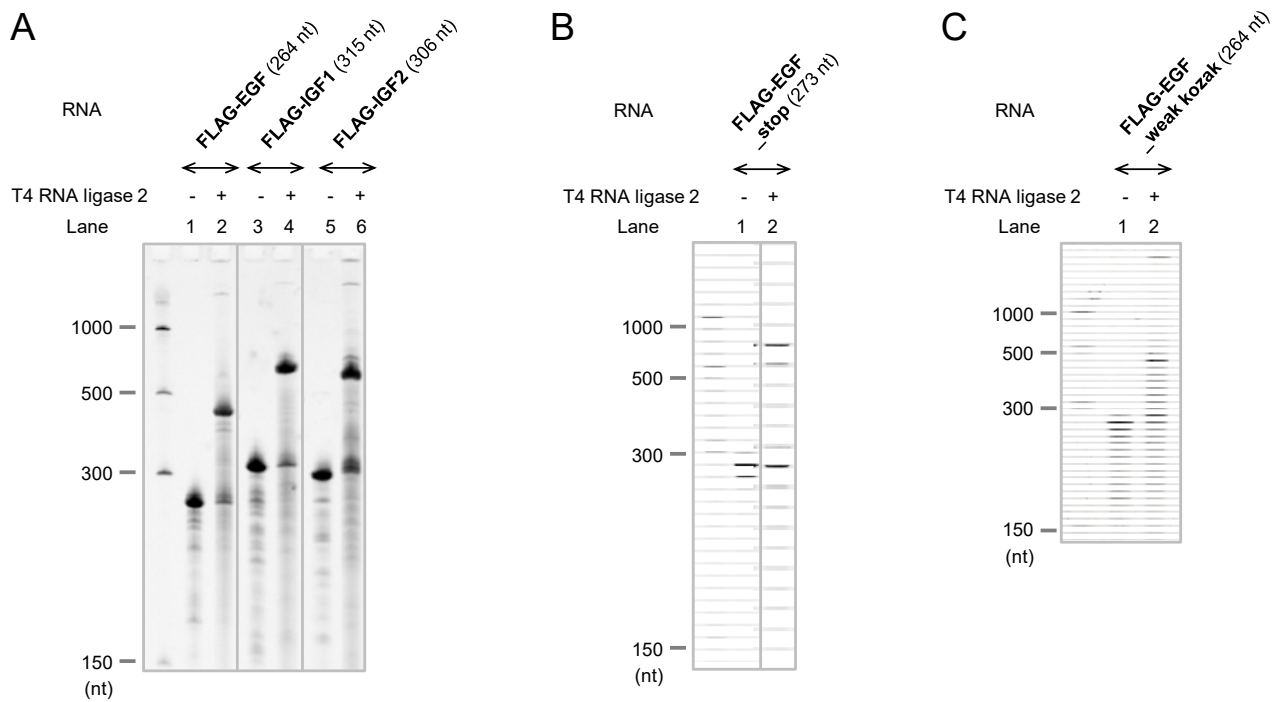 A
RNA
FLAG-EGF (264 nt)
FLAG-IGF1 (315 nt)
FLAG-IGF2 (306 nt)
T4 RNA ligase 2 - + - + - +
Lane 1 2 3 4 5 6
1000
500
300
150
(nt)
B
RNA
FLAG-EGF
_stop (273 nt)
T4 RNA ligase 2 - +
Lane 1 2
1000
500
300
150
(nt)
C
RNA
FLAG-EGF
_weak kozak (264 nt)
T4 RNA ligase 2 - +
Lane 1 2
1000
500
300
150
(nt)